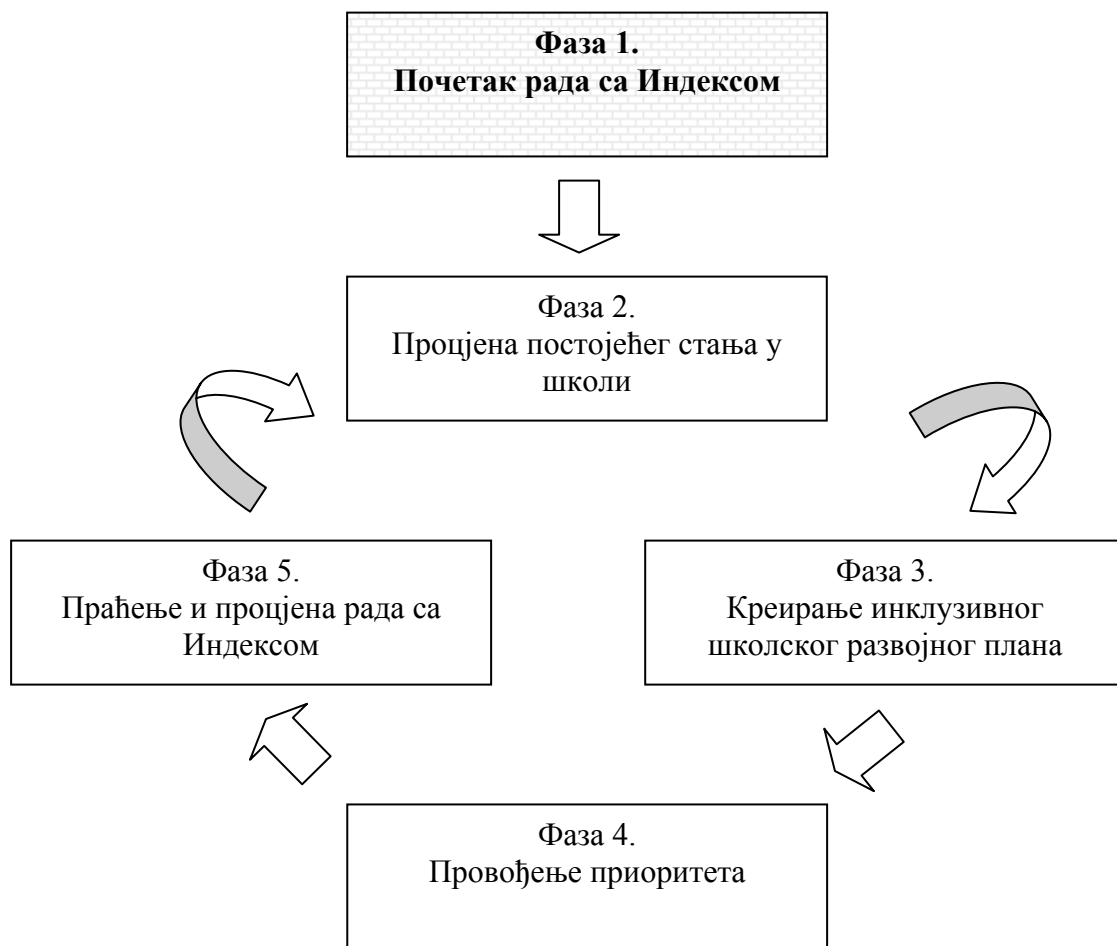 Фаза 1.
Почетак рада са Индексом
Фаза 2.
Процјена постојећег стања у
школи
Фаза 5.
Праћење и процјена рада са
Индексом
Фаза 3.
Креирање инклузивног
школског развојног плана
Фаза 4.
Провођење приоритета